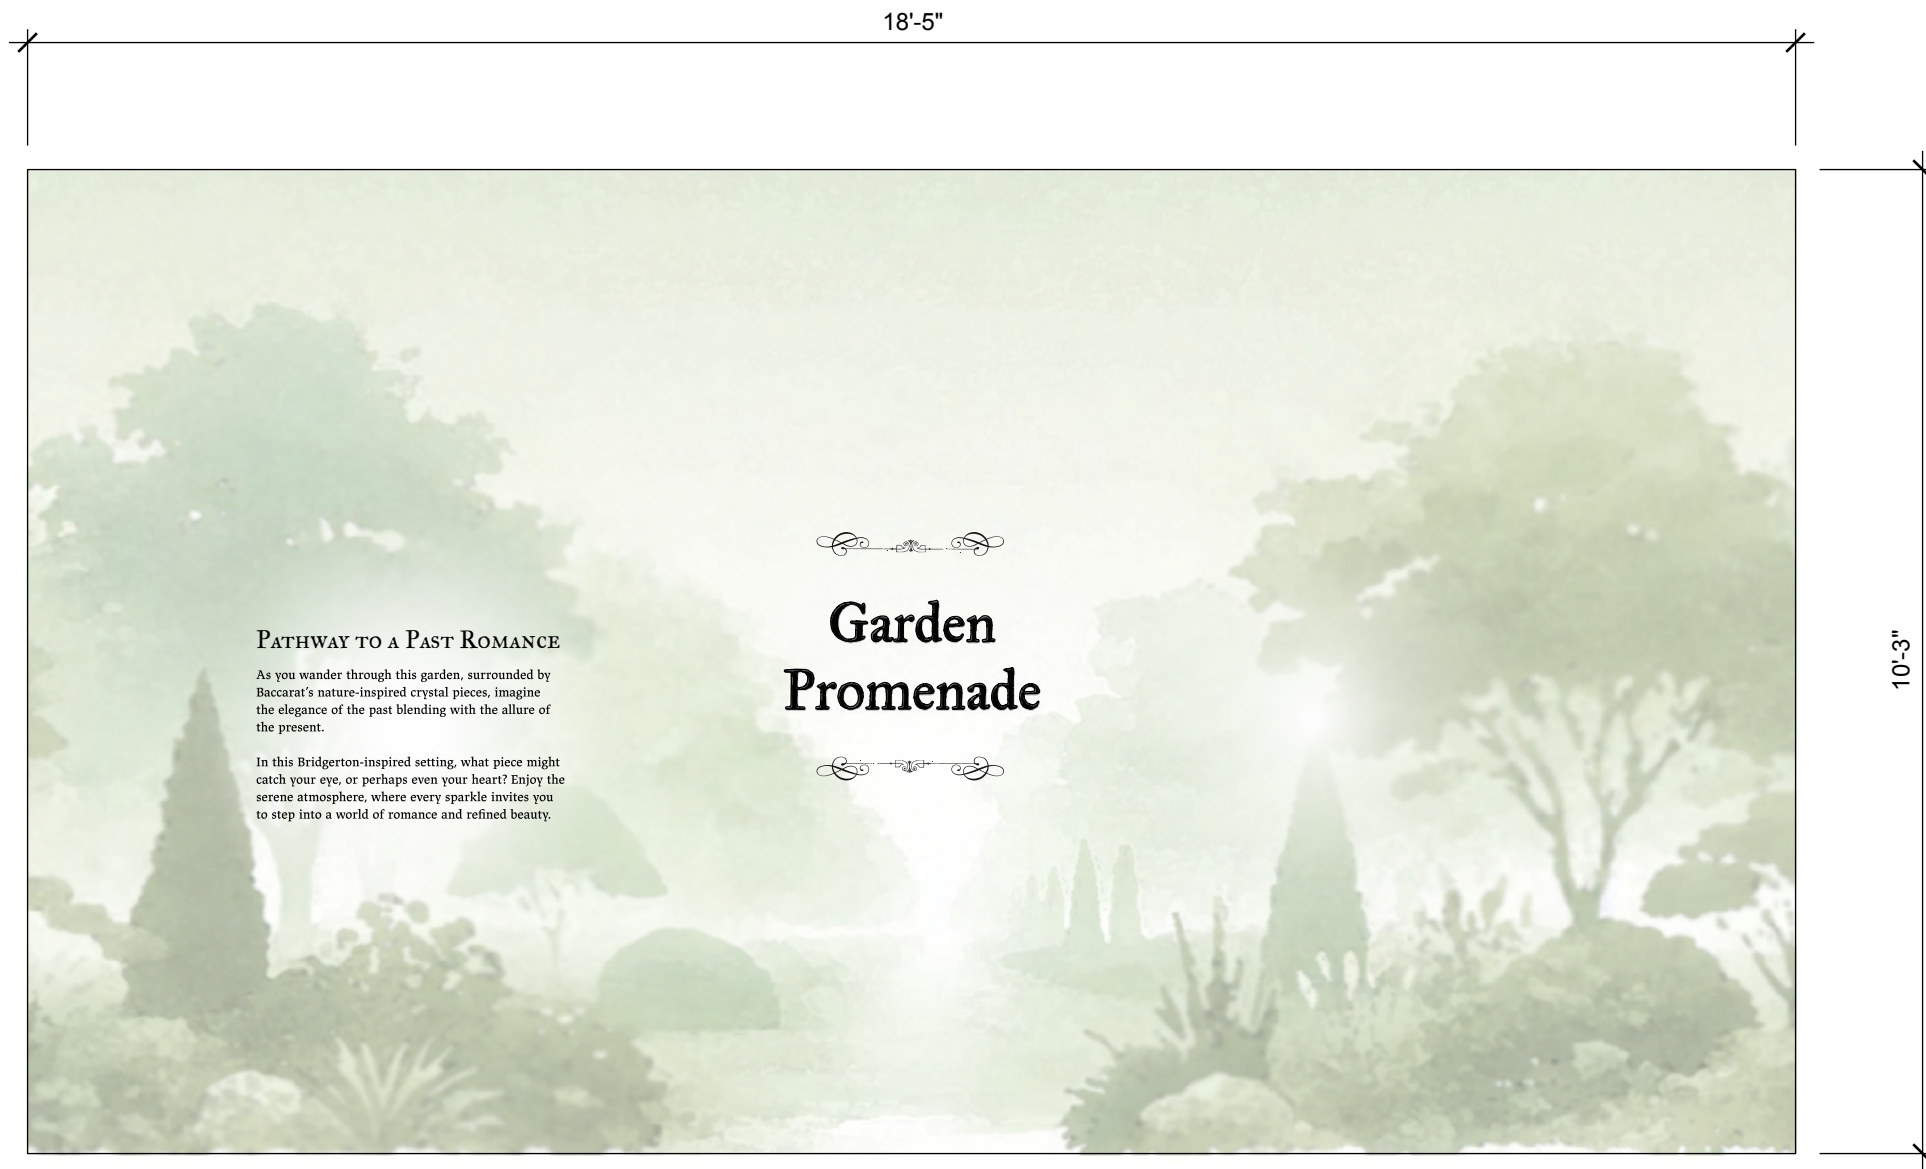 18'-5"
10'-3"
Garden
Promenade
Pathway to a Past Romance
As you wander through this garden, surrounded by
Baccarat's nature-inspired crystal pieces, imagine
the elegance of the past blending with the allure of
the present.
In this Bridgerton-inspired setting, what piece might
catch your eye, or perhaps even your heart? Enjoy the
serene atmosphere, where every sparkle invites you
to step into a world of romance and refined beauty.